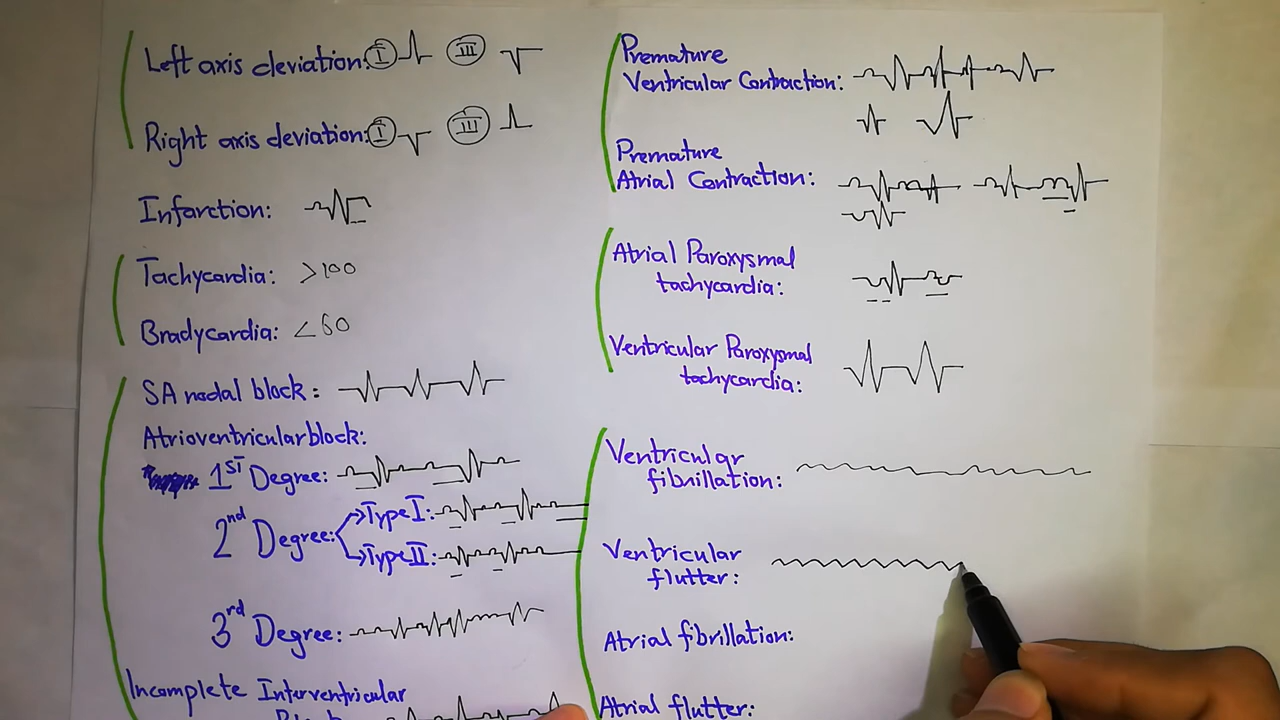 Left axis deviation: I III
Right axis deviation: I III
Infarction:
Tachycardia: >100
Bradycardia: <60
SA nodal block:
Atrioventricular block:
1ST Degree:
2nd Degree: Type I:
Type II:
3rd Degree:
Incomplete Interventricular
Premature
Ventricular Contraction:
Premature
Atrial Contraction:
Atrial Paroxysmal
tachycardia:
Ventricular Paroxysmal
tachycardia:
Ventricular
fibrillation:
Ventricular
flutter:
Atrial fibrillation:
Atrial flutter: